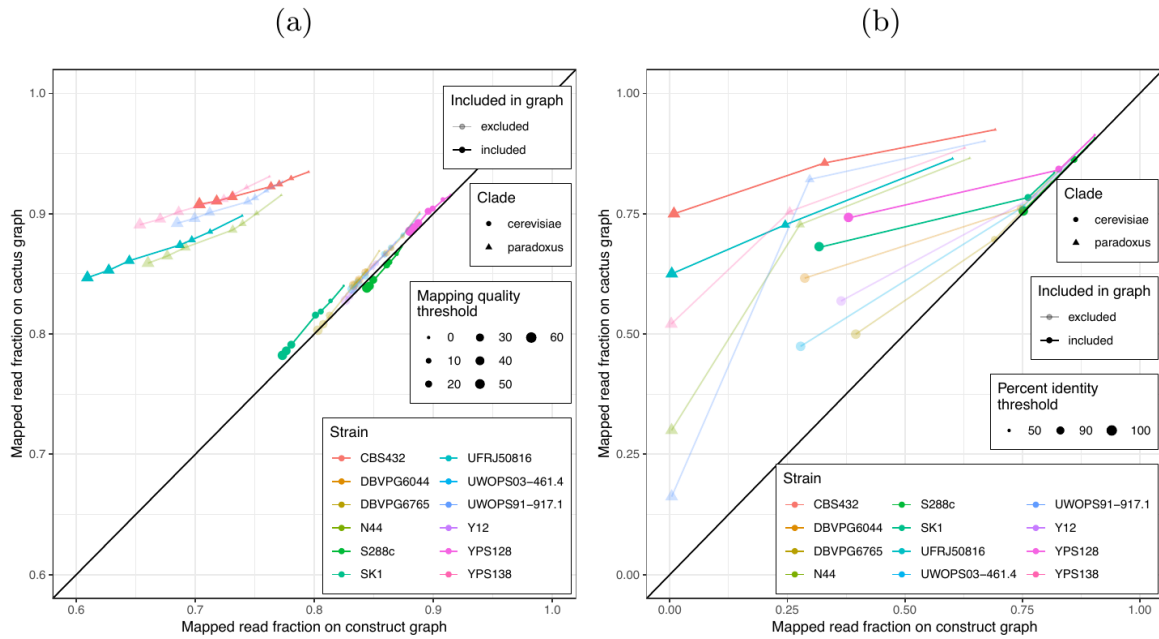 (a)
Mapped read fraction on cactus graph
1.0
0.9
0.8
0.7
0.6
0.6
0.7
0.8
0.9
1.0
Mapped read fraction on construct graph
Included in graph
excluded
included
Clade
cerevisiae
paradoxus
Mapping quality
threshold
0 30 60
10 40
20 50
Strain
CBS432 UFRJ50816
DBVPG6044 UWOPS03−461.4
DBVPG6765 UWOPS91−917.1
N44 Y12
S288c YPS128
SK1 YPS138
(b)
Mapped read fraction on cactus graph
1.00
0.75
0.50
0.25
0.00
0.00
0.25
0.50
0.75
1.00
Mapped read fraction on construct graph
Clade
cerevisiae
paradoxus
Included in graph
excluded
included
Percent identity
threshold
50 90 100
Strain
CBS432 S288c UWOPS91−917.1
DBVPG6044 SK1 Y12
DBVPG6765 UFRJ50816 YPS128
N44 UWOPS03−461.4 YPS138